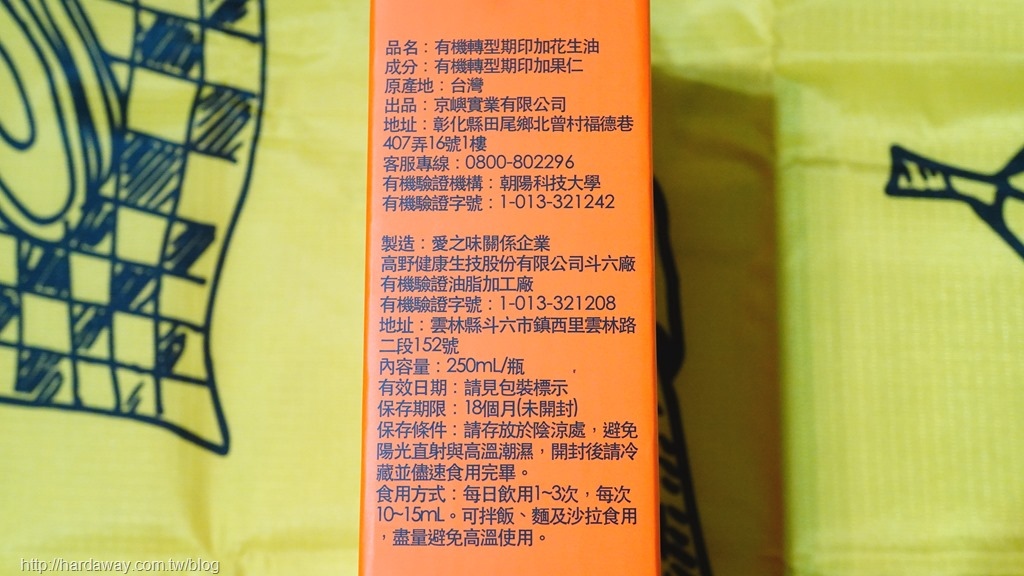 品名：有機轉型期印加花生油
成分：有機轉型期印加果仁
原產地：台灣
出品：京嶼實業有限公司
地址：彰化縣田尾鄉北曾村福德巷
407弄16號1樓
客服專線：0800-802296
有機驗證機構：朝陽科技大學
有機驗證字號：1-013-321242
製造：愛之味關係企業
高野健康生技股份有限公司斗六廠
有機驗證油脂加工廠
有機驗證字號：1-013-321208
地址：雲林縣斗六市鎮西里雲林路
二段152號
內容量：250mL/瓶
有效日期：請見包裝標示
保存期限：18個月(未開封)
保存條件：請存放於陰涼處，避免
陽光直射與高溫潮濕，開封後請冷
藏並儘速食用完畢。
食用方式：每日飲用1~3次，每次
10~15mL。可拌飯、麵及沙拉食用
，盡量避免高溫使用。
http://hardaway.com.tw/blog